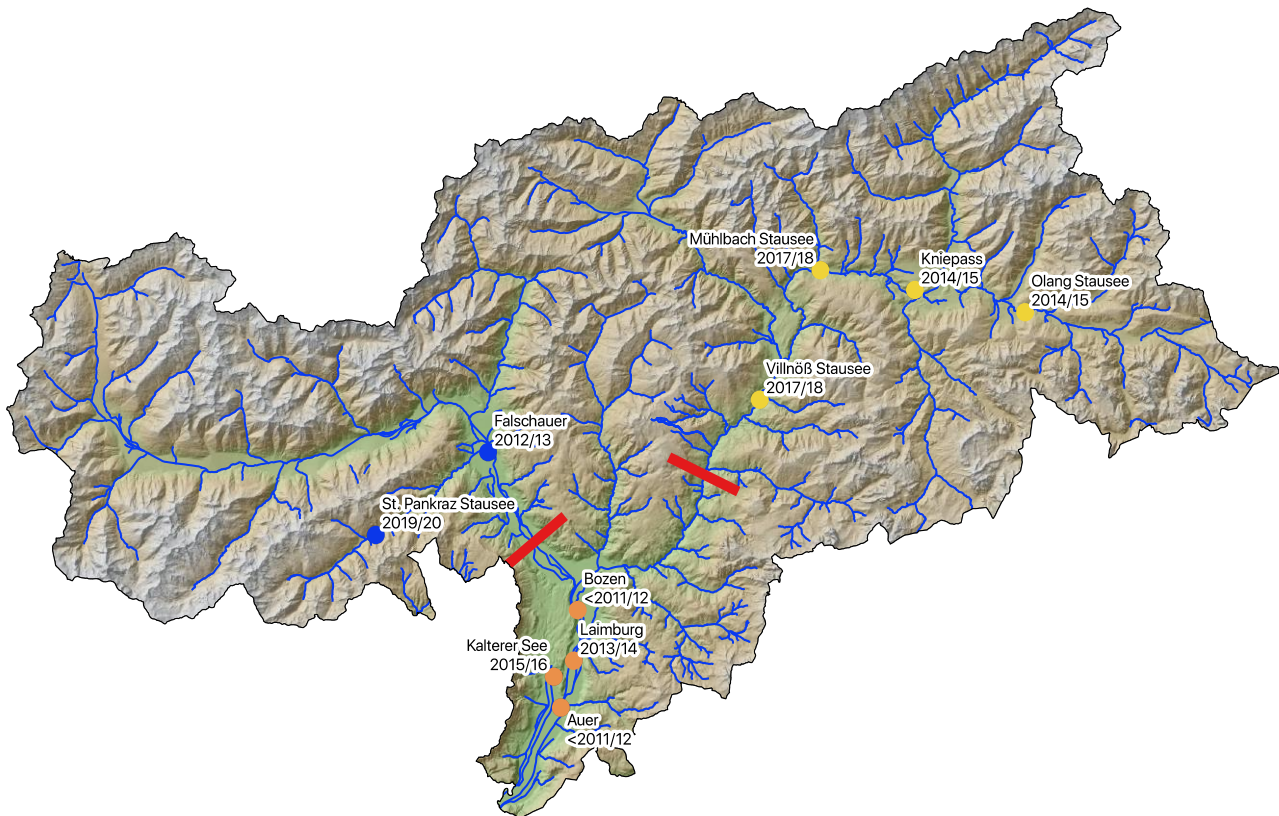 Mühlbach Stausee
2017/18
Kniepass
2014/15
Olang Stausee
2014/15
Villnöß Stausee
2017/18
Falschauer
2012/13
St. Pankraz Stausee
2019/20
Bozen
<2011/12
Laimburg
2013/14
Kalterer See
2015/16
Auer
<2011/12